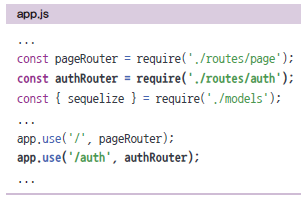 app.js
...
const pageRouter = require('./routes/page');
const authRouter = require('./routes/auth');
const { sequelize } = require('./models');
...
app.use('/', pageRouter);
app.use('/auth', authRouter);
...